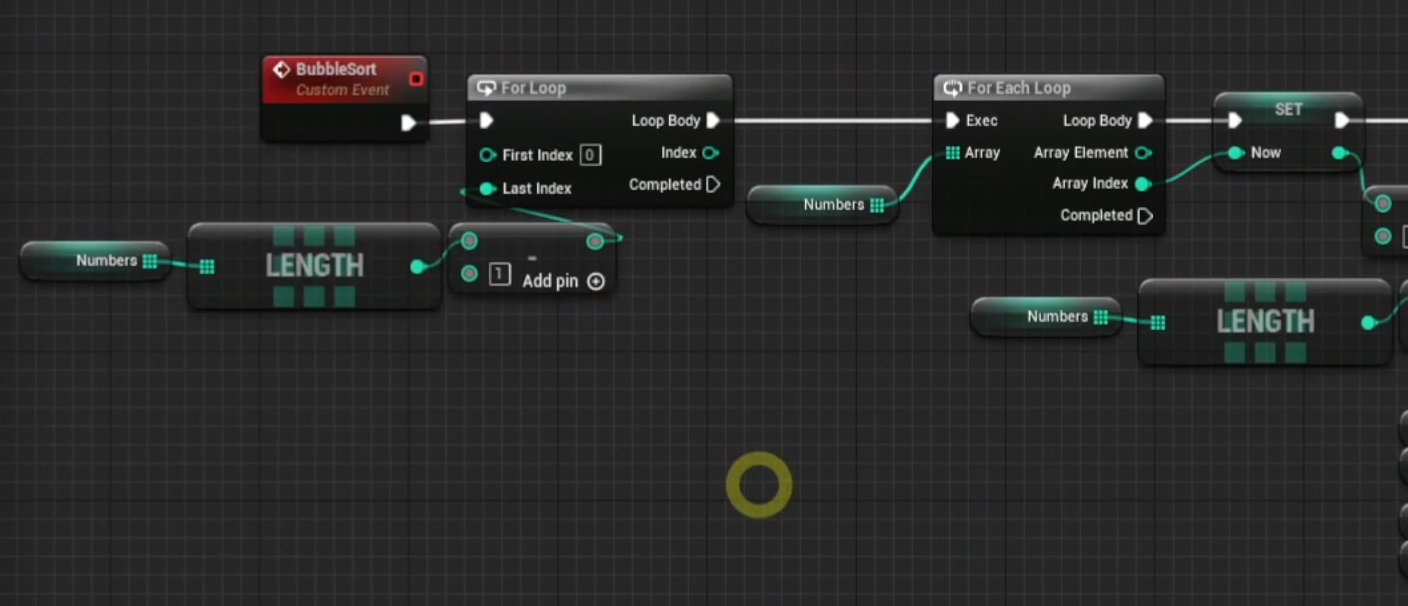 BubbleSort
Custom Event
For Loop
Loop Body
First Index 0
Index
Last Index
Completed
Numbers
LENGTH
-
1
Add pin
Numbers
For Each Loop
Exec
Loop Body
Array
Array Element
Array Index
Completed
SET
Now
Numbers
LENGTH